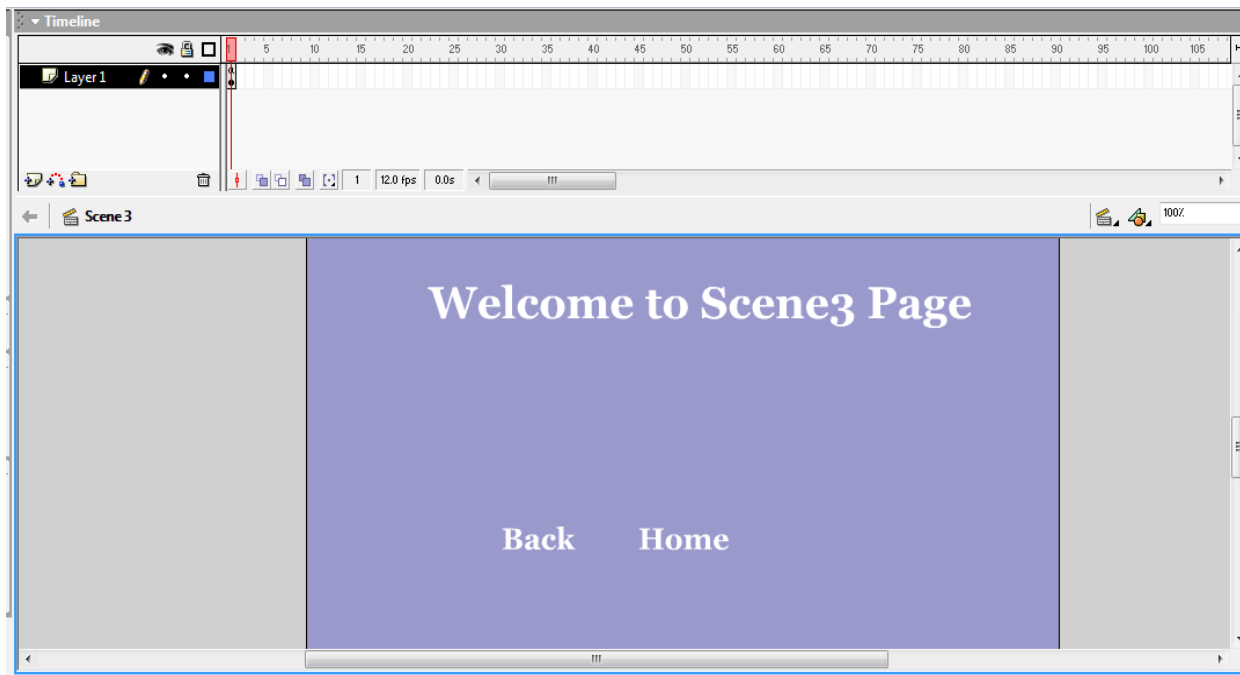 Timeline
1 5 10 15 20 25 30 35 40 45 50 55 60 65 70 75 80 85 90 95 100 105
Layer 1
1 12.0 fps 0.0s
Scene 3
100%
Welcome to Scene3 Page
Back Home